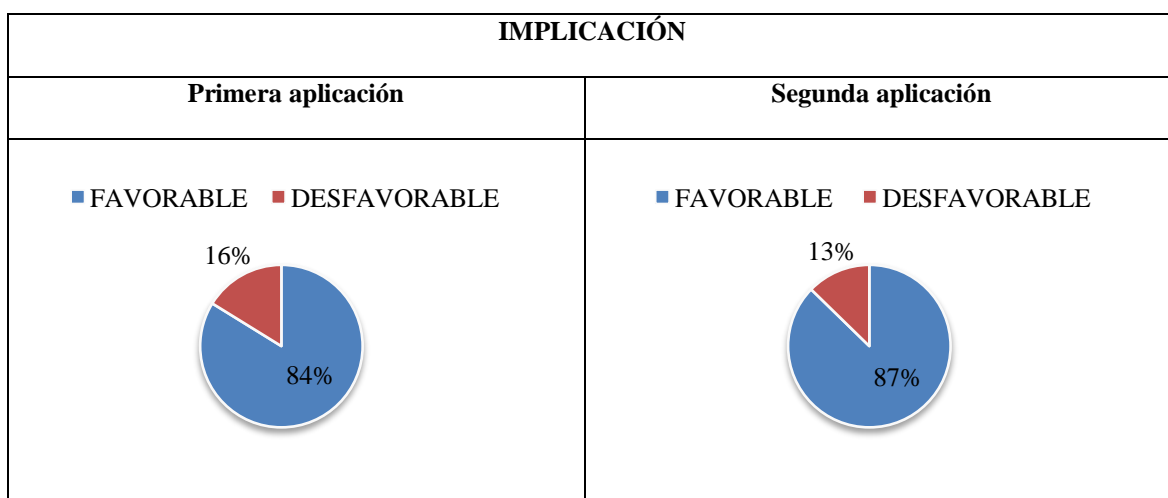 IMPLICACIÓN
Primera aplicación
Segunda aplicación
FAVORABLE DESFAVORABLE
16%
84%
FAVORABLE DESFAVORABLE
13%
87%